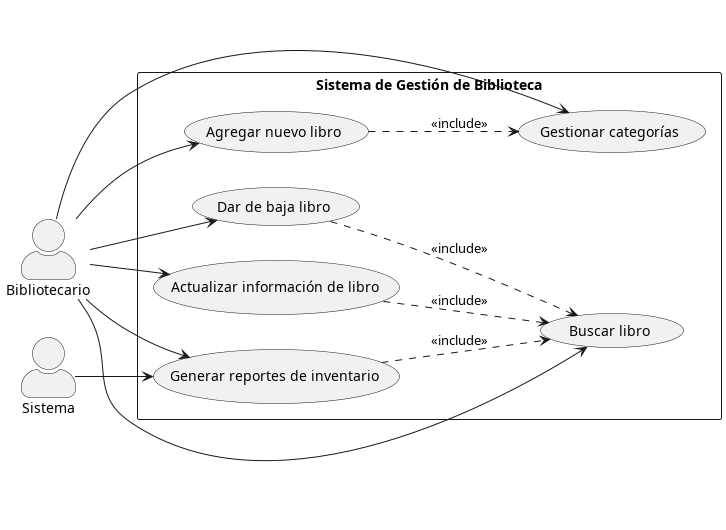 Sistema de Gestión de Biblioteca
Agregar nuevo libro
«include»
Gestionar categorías
Dar de baja libro
«include»
Bibliotecario
Actualizar información de libro
«include»
Buscar libro
«include»
Generar reportes de inventario
Sistema